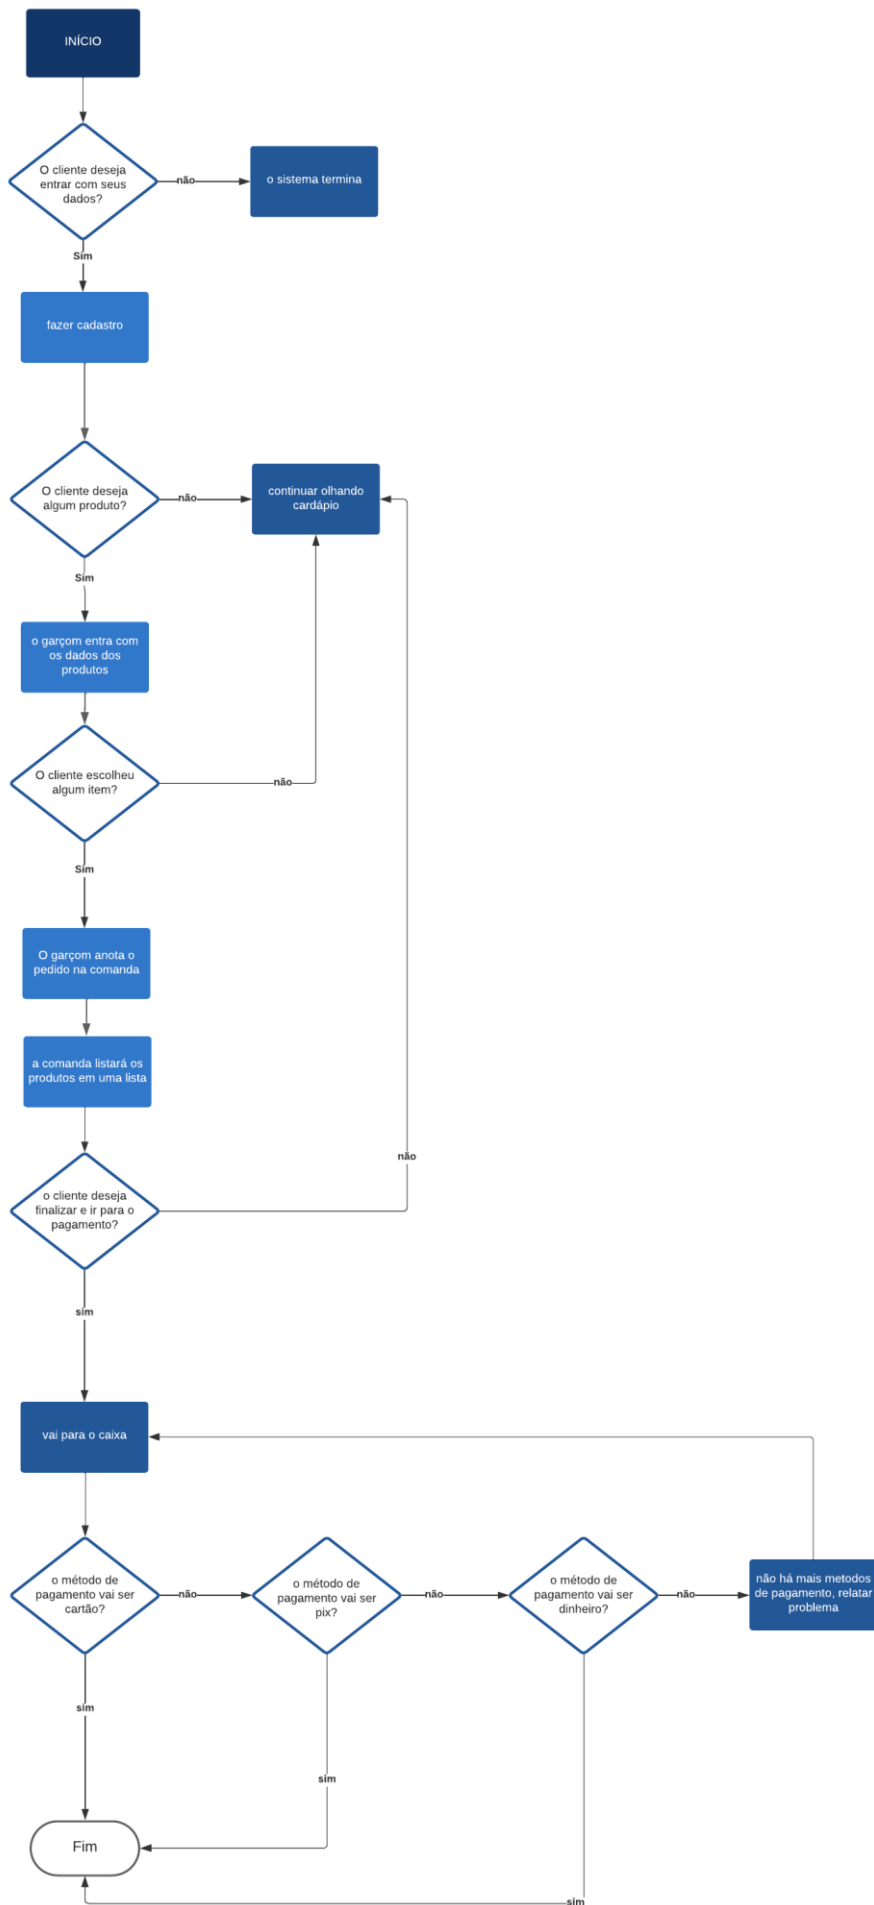 INÍCIO
O cliente deseja
entrar com seus
dados?
não
o sistema termina
Sim
fazer cadastro
O cliente deseja
algum produto?
não
continuar olhando
cardápio
Sim
o garçom entra com
os dados dos
produtos
O cliente escolheu
algum item?
não
Sim
O garçom anota o
pedido na comanda
a comanda listará os
produtos em uma lista
não
o cliente deseja
finalizar e ir para o
pagamento?
sim
vai para o caixa
o método de
pagamento vai ser
cartão?
não
o método de
pagamento vai ser
pix?
não
o método de
pagamento vai ser
dinheiro?
não
não há mais metodos
de pagamento, relatar
problema
sim
sim
Fim
sim